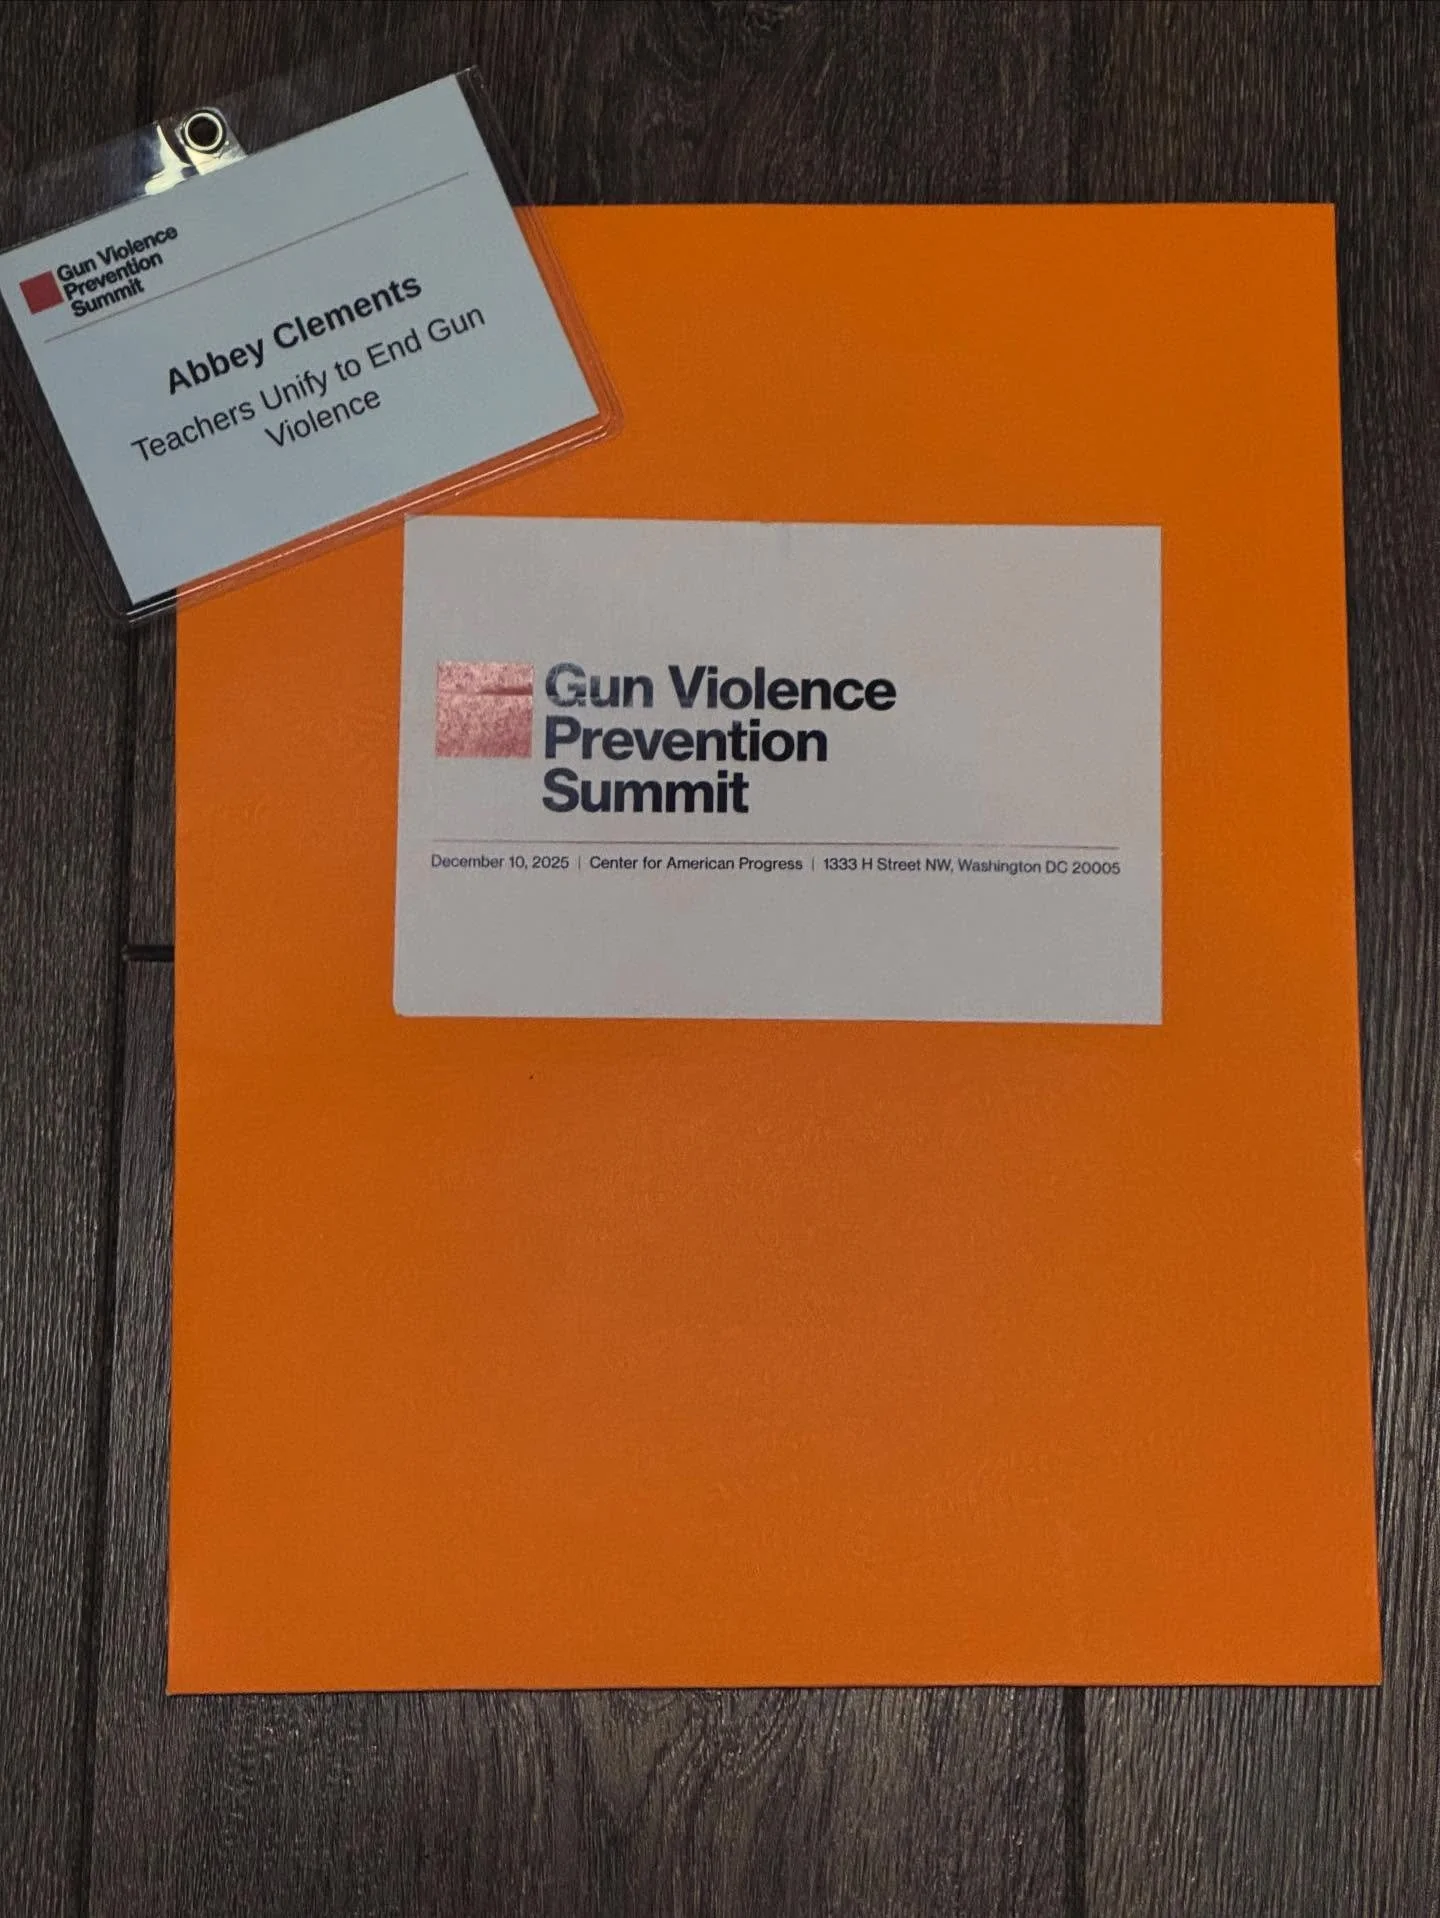 Gun Violence
Prevention
Summit
Abbey Clements
Teachers Unify to End Gun
Violence
Gun Violence
Prevention
Summit
December 10, 2025 | Center for American Progress | 1333 H Street NW, Washington DC 20005